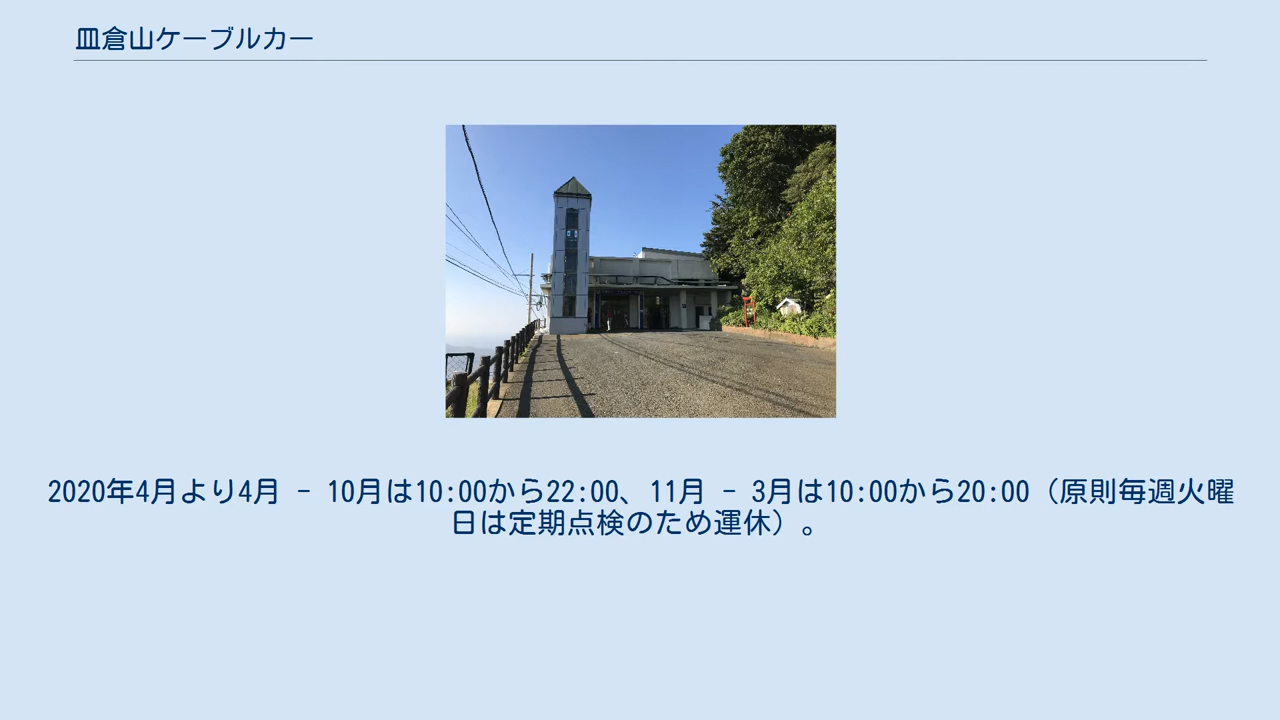 皿倉山ケーブルカー
2020年4月より4月 - 10月は10:00から22:00、11月 - 3月は10:00から20:00（原則毎週火曜
日は定期点検のため運休）。